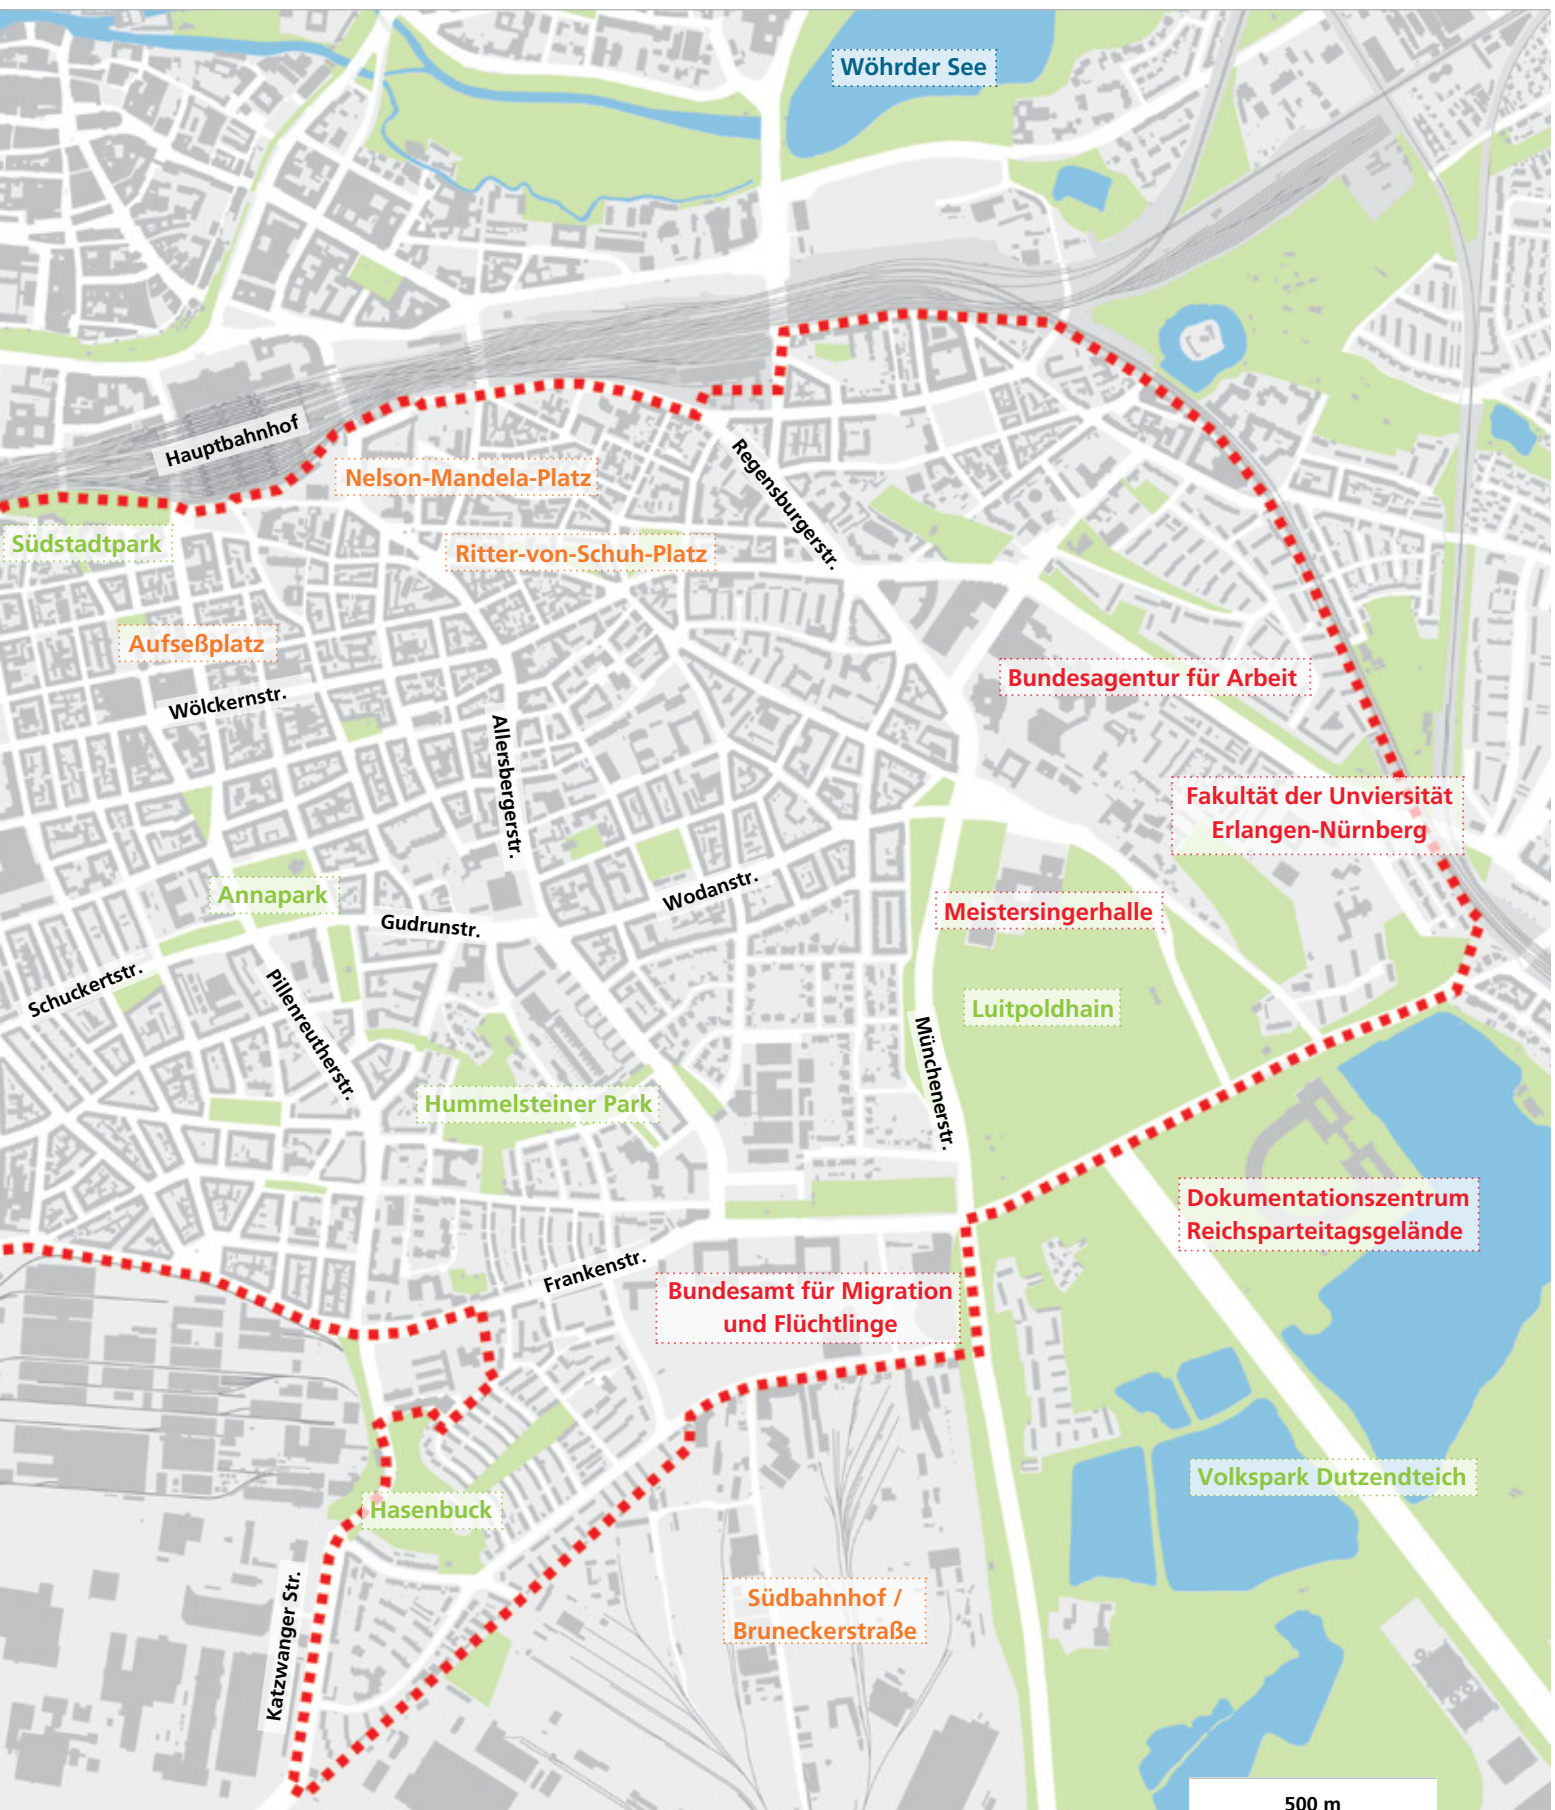 Wöhrder See
Hauptbahnhof
Nelson-Mandela-Platz
Regensburgerstr.
Südstadtpark
Ritter-von-Schuh-Platz
Aufseßplatz
Bundesagentur für Arbeit
Wölckernstr.
Allersbergerstr.
Fakultät der Unviersität
Erlangen-Nürnberg
Annapark
Wodanstr.
Gudrunstr.
Meistersingerhalle
Schuckertstr.
Pillenreutherstr.
Luitpoldhain
Münchenerstr.
Hummelsteiner Park
Dokumentationszentrum
Reichsparteitagsgelände
Frankenstr.
Bundesamt für Migration
und Flüchtlinge
Volkspark Dutzendteich
Hasenbuck
Katzwanger Str.
Südbahnhof /
Bruneckerstraße
500 m